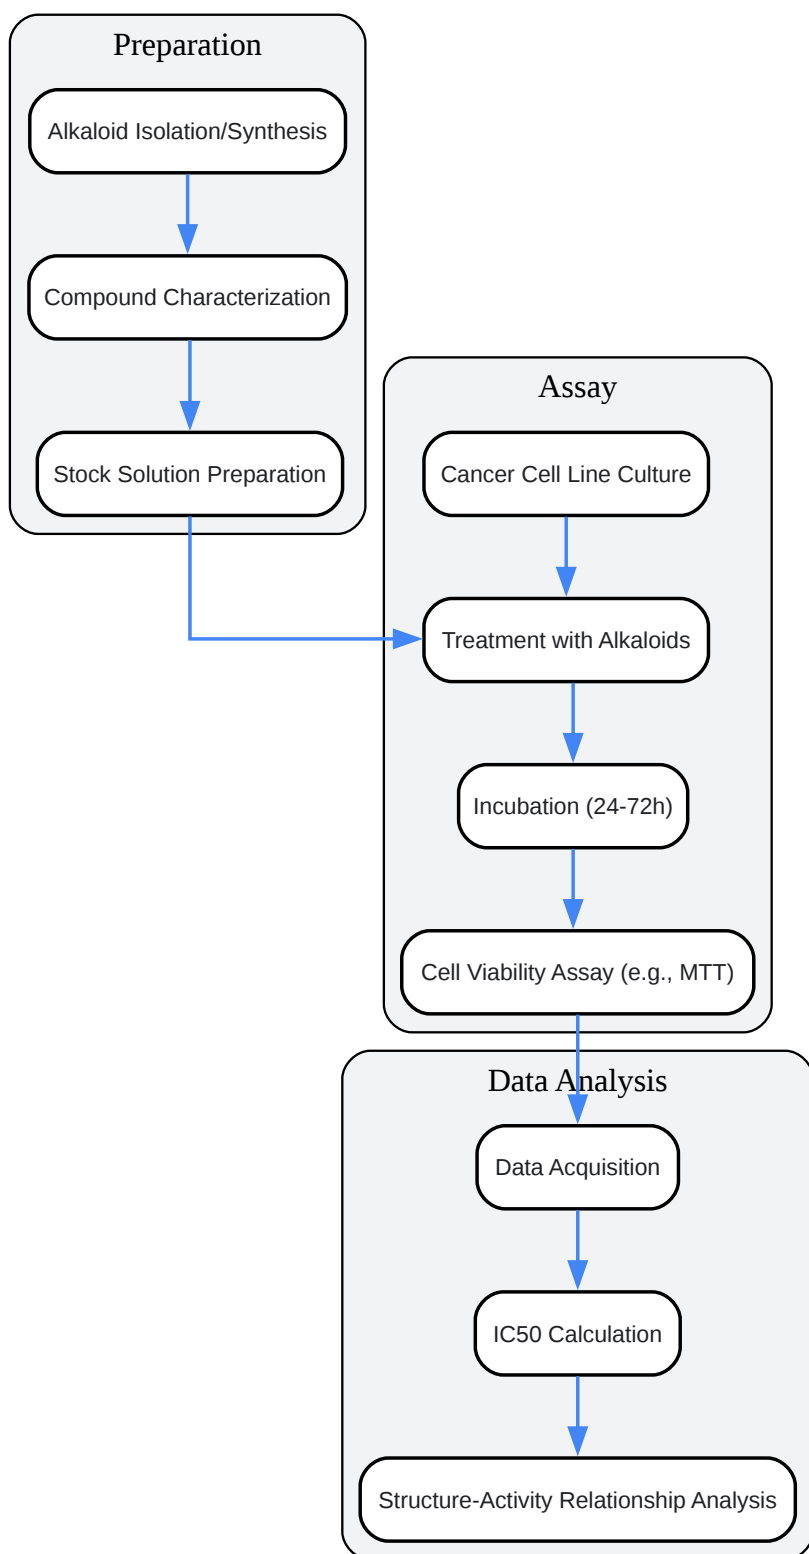 Preparation
Alkaloid Isolation/Synthesis
Compound Characterization
Stock Solution Preparation
Assay
Cancer Cell Line Culture
Treatment with Alkaloids
Incubation (24-72h)
Cell Viability Assay (e.g., MTT)
Data Analysis
Data Acquisition
IC50 Calculation
Structure-Activity Relationship Analysis